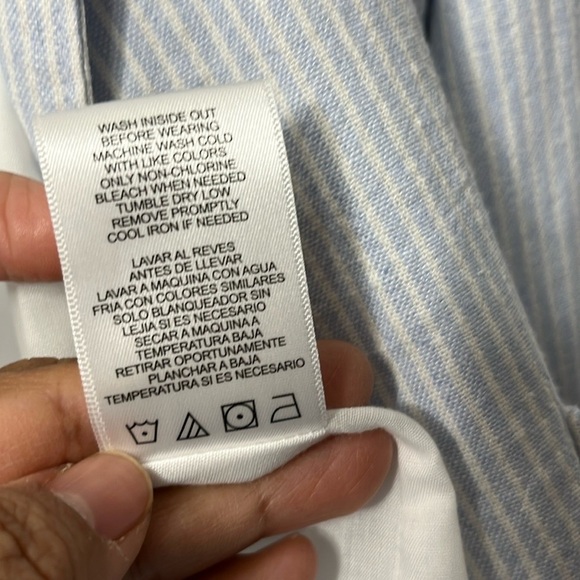 WASH INISIDE OUT
BEFORE WEARING
MACHINE WASH COLD
WITH LIKE COLORS
ONLY NON-CHLORINE
BLEACH WHEN NEEDED
TUMBLE DRY LOW
REMOVE PROMPTLY
COOL IRON IF NEEDED
LAVAR AL REVES
ANTES DE LLEVAR
LAVAR A MAQUINA CON AGUA
FRIA CON COLORES SIMILARES
SOLO BLANQUEADOR SIN
LEJIA SI ES NECESARIO
SECAR A MAQUINA A
TEMPERATURA BAJA
RETIRAR OPORTUNAMENTE
PLANCHAR A BAJA
TEMPERATURA SI ES NECESARIO